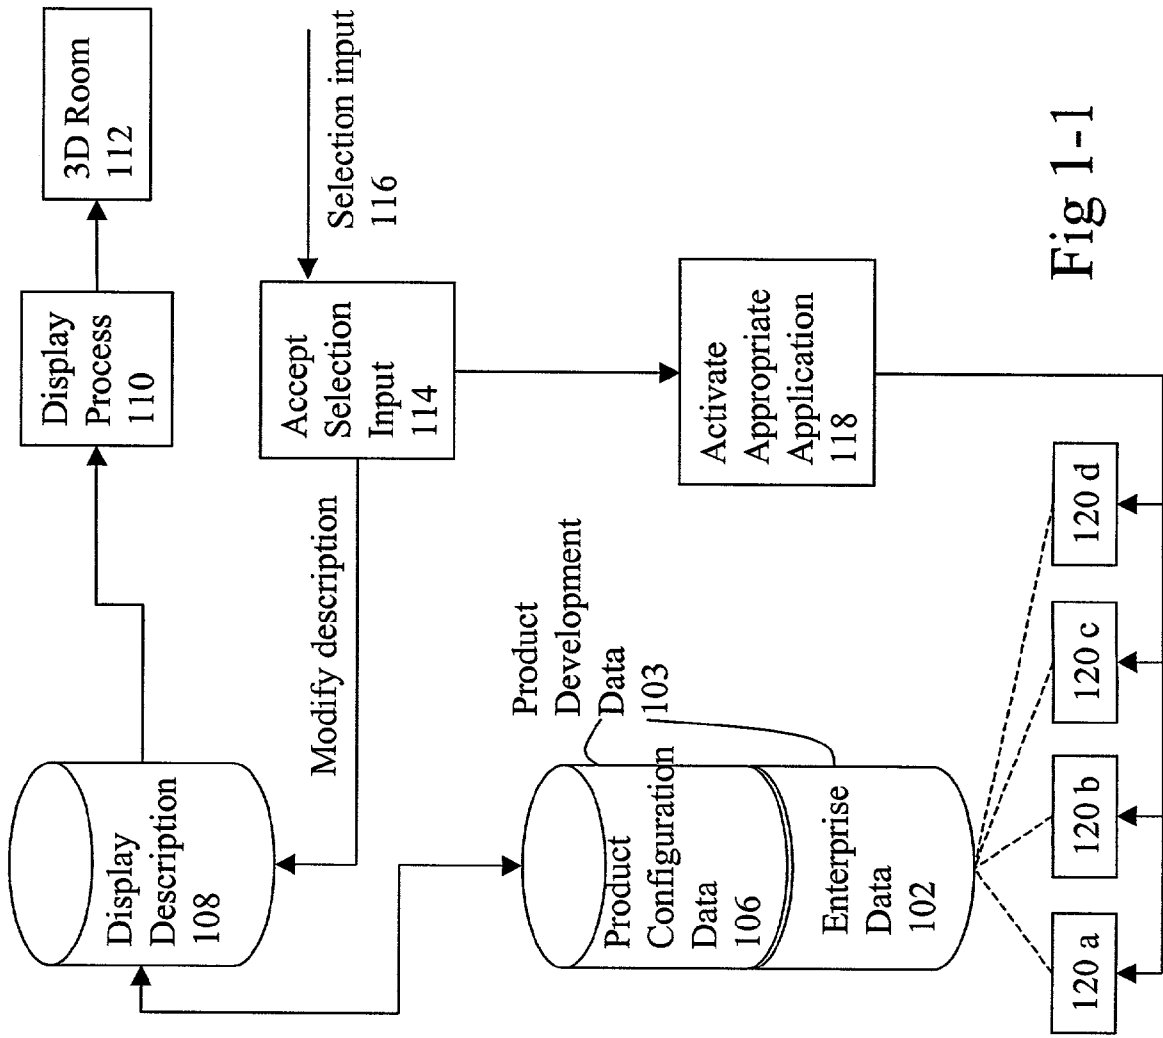 3D Room
112
Display
Process
110
Selection input
116
Accept
Selection
Input
114
Modify description
Display
Description
108
Activate
Appropriate
Application
118
Product
Development
Data
103
Product
Configuration
Data
106
Enterprise
Data
102
120 a
120 b
120 c
120 d
Fig 1-1